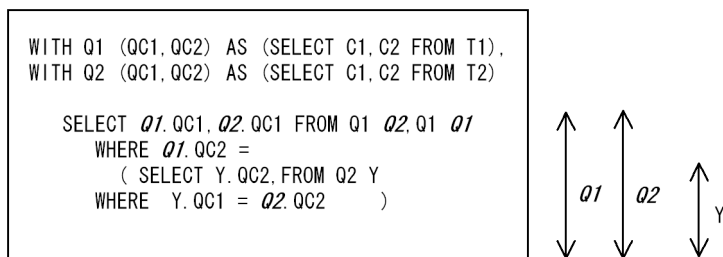 WITH Q1 (QC1,QC2) AS (SELECT C1,C2 FROM T1),
WITH Q2 (QC1,QC2) AS (SELECT C1,C2 FROM T2)
SELECT Q1.QC1,Q2.QC1 FROM Q1 Q2,Q1 Q1
WHERE Q1.QC2 =
( SELECT Y.QC2,FROM Q2 Y
WHERE Y.QC1 = Q2.QC2 )
Q1 Q2 Y